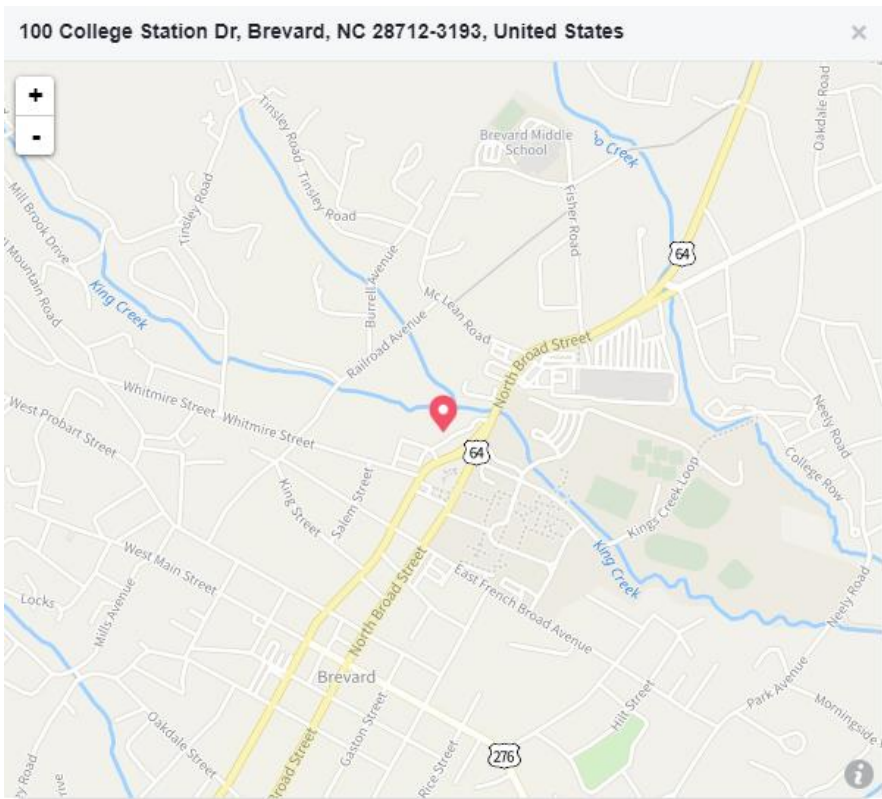 100 College Station Dr, Brevard, NC 28712-3193, United States
×
+
-
Tinsley Road
Tinsley Road
Tinsley Road
Brevard Middle
School
o Creek
Oakdale Road
Fisher Road
Mill Brook Drive
Mountain Road
King Creek
Burrell Avenue
64
Mc Lean Road
Railroad Avenue
North Broad Street
Whitmire Street
Whitmire Street
West Probart Street
64
Neely Road
College Row
King Street
Salem Street
Kings Creek Loop
West Main Street
King Creek
East French Broad Avenue
Locks
Mills Avenue
North Broad Street
Neely Road
Brevard
Park Avenue
Hilt Street
Morningside
Oakdale Street
Gaston Street
276
Rice Street
Broad Street
Road
rive
i